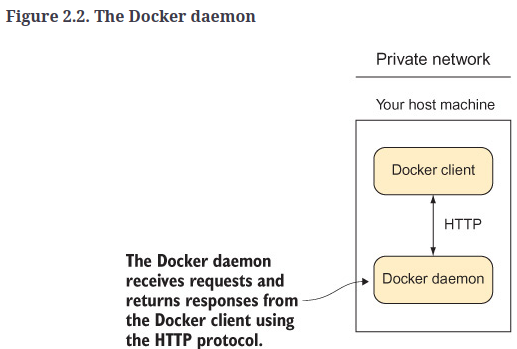 Figure 2.2. The Docker daemon
Private network
Your host machine
Docker client
HTTP
Docker daemon
The Docker daemon
receives requests and
returns responses from
the Docker client using
the HTTP protocol.